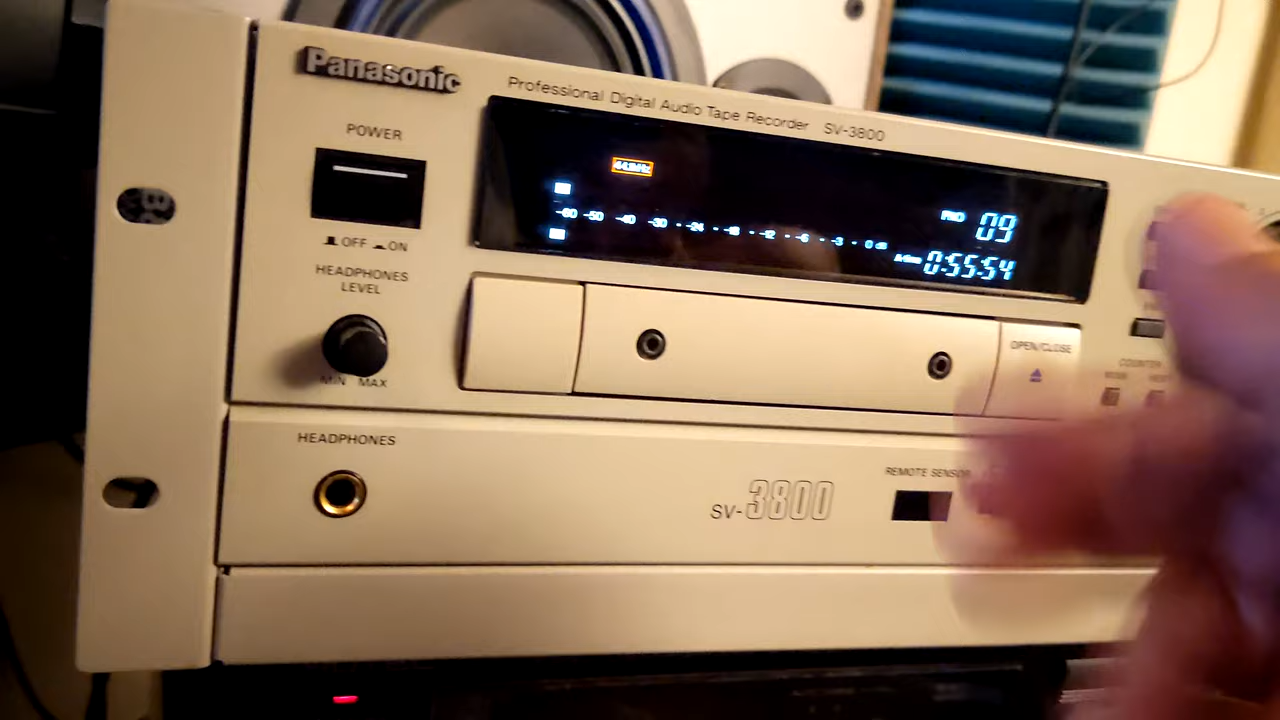 Panasonic
Professional Digital Audio Tape Recorder SV-3800
POWER
OFF ON
HEADPHONES
LEVEL
MIN MAX
44.1kHz
-60 -50 -40 -30 -24 -18 -12 -6 -3 0 dB
PNO 09
A-time 0:55:54
OPEN/CLOSE
COUNTER
HEADPHONES
SV-3800
REMOTE SENSOR